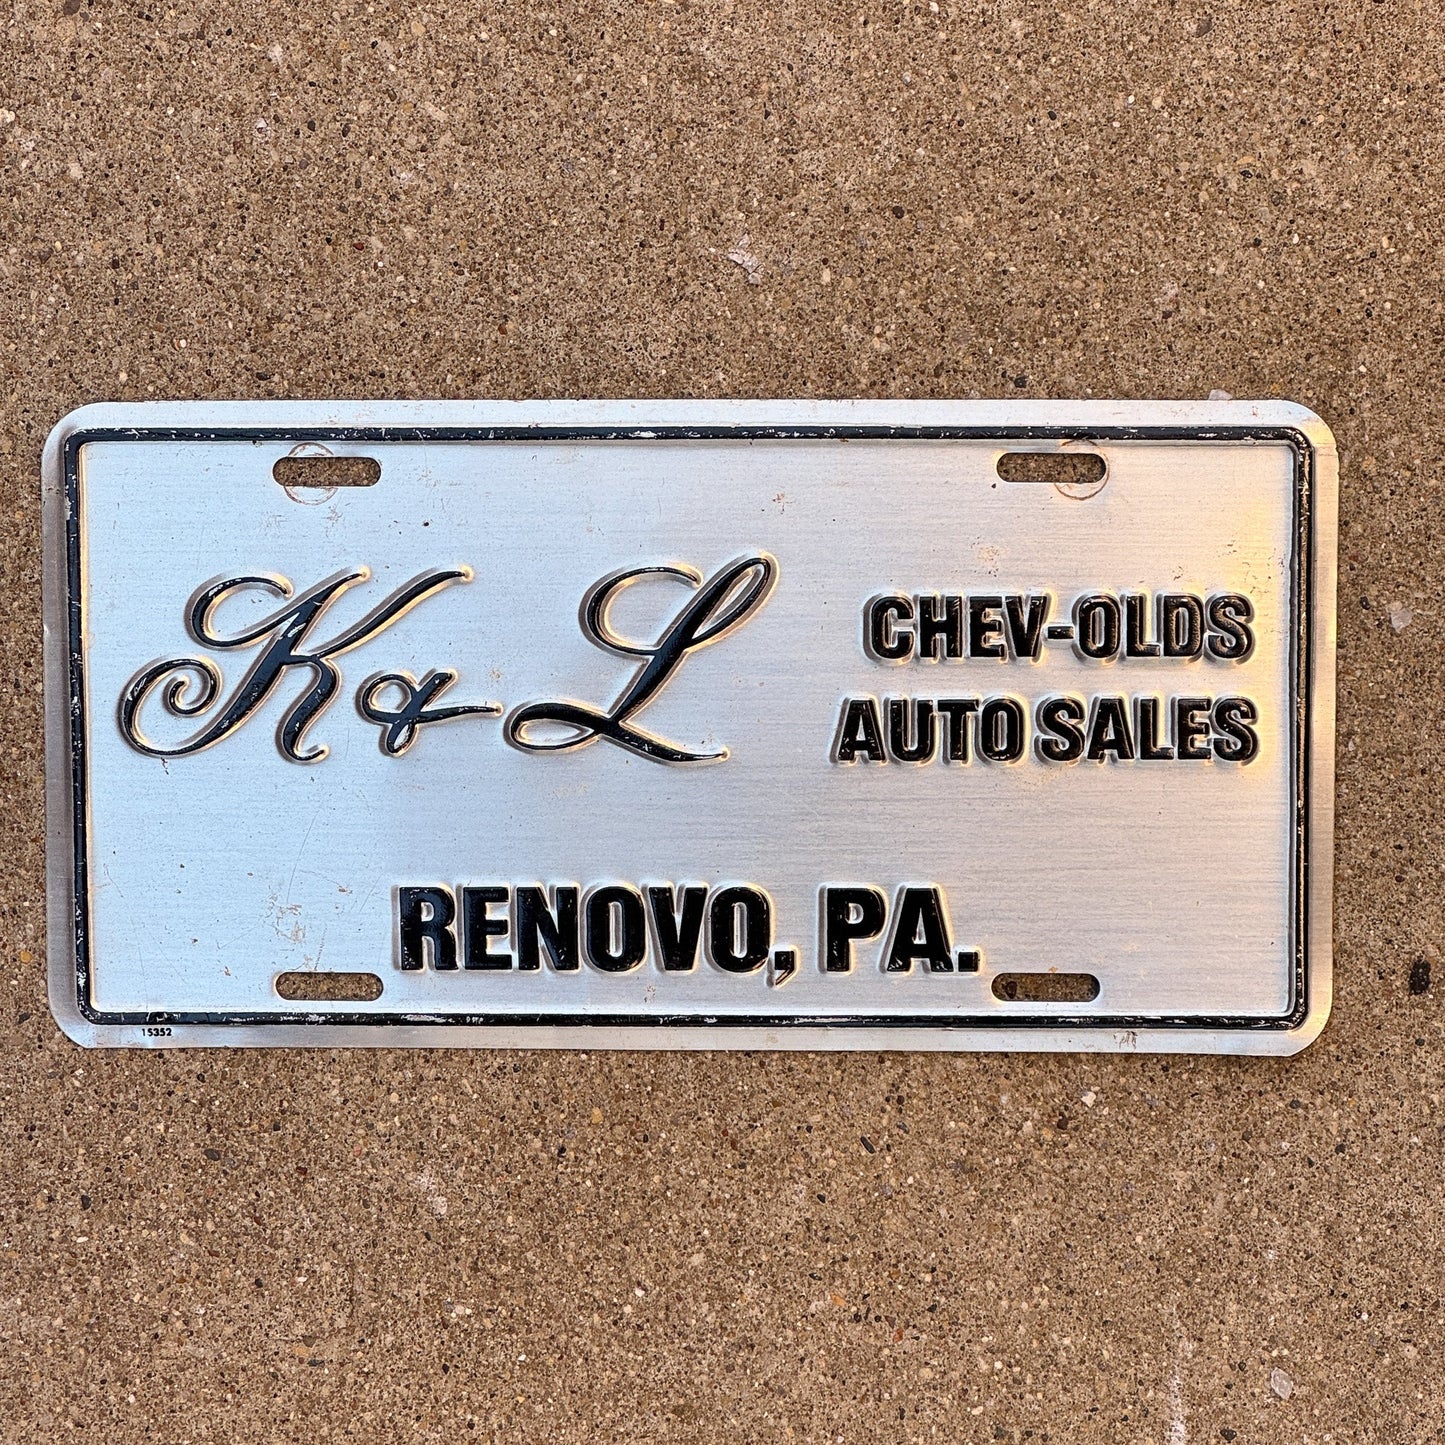 K & L
CHEV-OLDS
AUTO SALES
RENOVO, PA.
15352